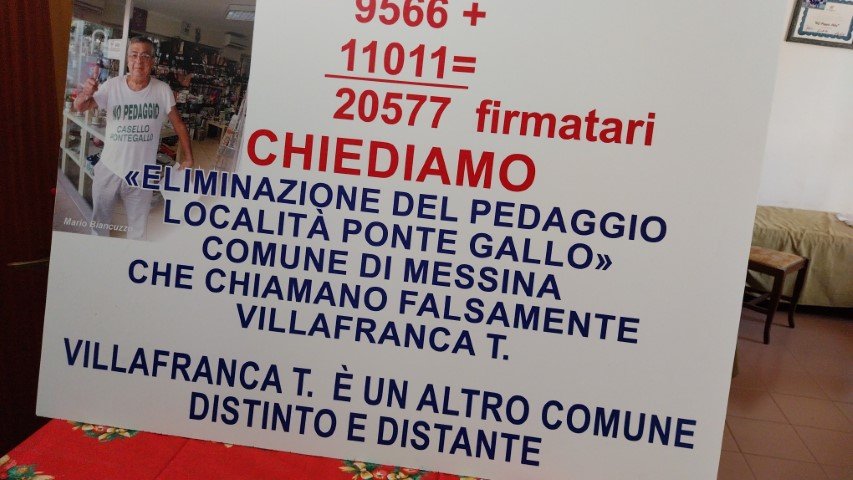 9566 +
11011=
20577 firmatari
CHIEDIAMO
«ELIMINAZIONE DEL PEDAGGIO
LOCALITÀ PONTE GALLO»
COMUNE DI MESSINA
CHE CHIAMANO FALSAMENTE
VILLAFRANCA T.
VILLAFRANCA T. È UN ALTRO COMUNE
DISTINTO E DISTANTE
NO PEDAGGIO
CASELLO
PONTEGALLO
Mario Biancuzzo